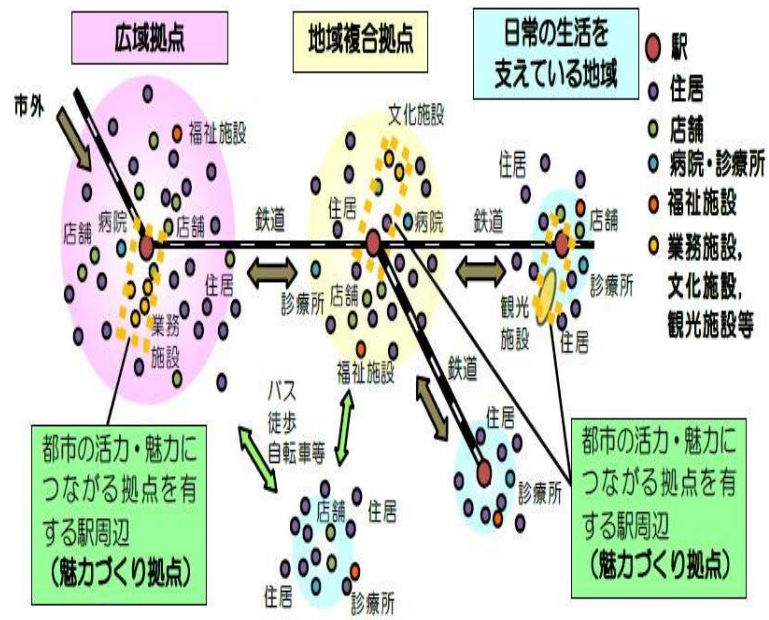 広域拠点
地域複合拠点
日常の生活を
支えている地域
駅
住居
店舗
病院・診療所
福祉施設
業務施設,
文化施設,
観光施設等
市外
福祉施設
店舗
病院
店舗
住居
業務
施設
鉄道
文化施設
住居
病院
診療所
店舗
福祉施設
鉄道
住居
店舗
診療所
観光
施設
住居
鉄道
バス
徒歩
自転車等
住居
診療所
店舗
住居
住居
診療所
都市の活力・魅力に
つながる拠点を有
する駅周辺
(魅力づくり拠点)
都市の活力・魅力に
つながる拠点を有
する駅周辺
(魅力づくり拠点)